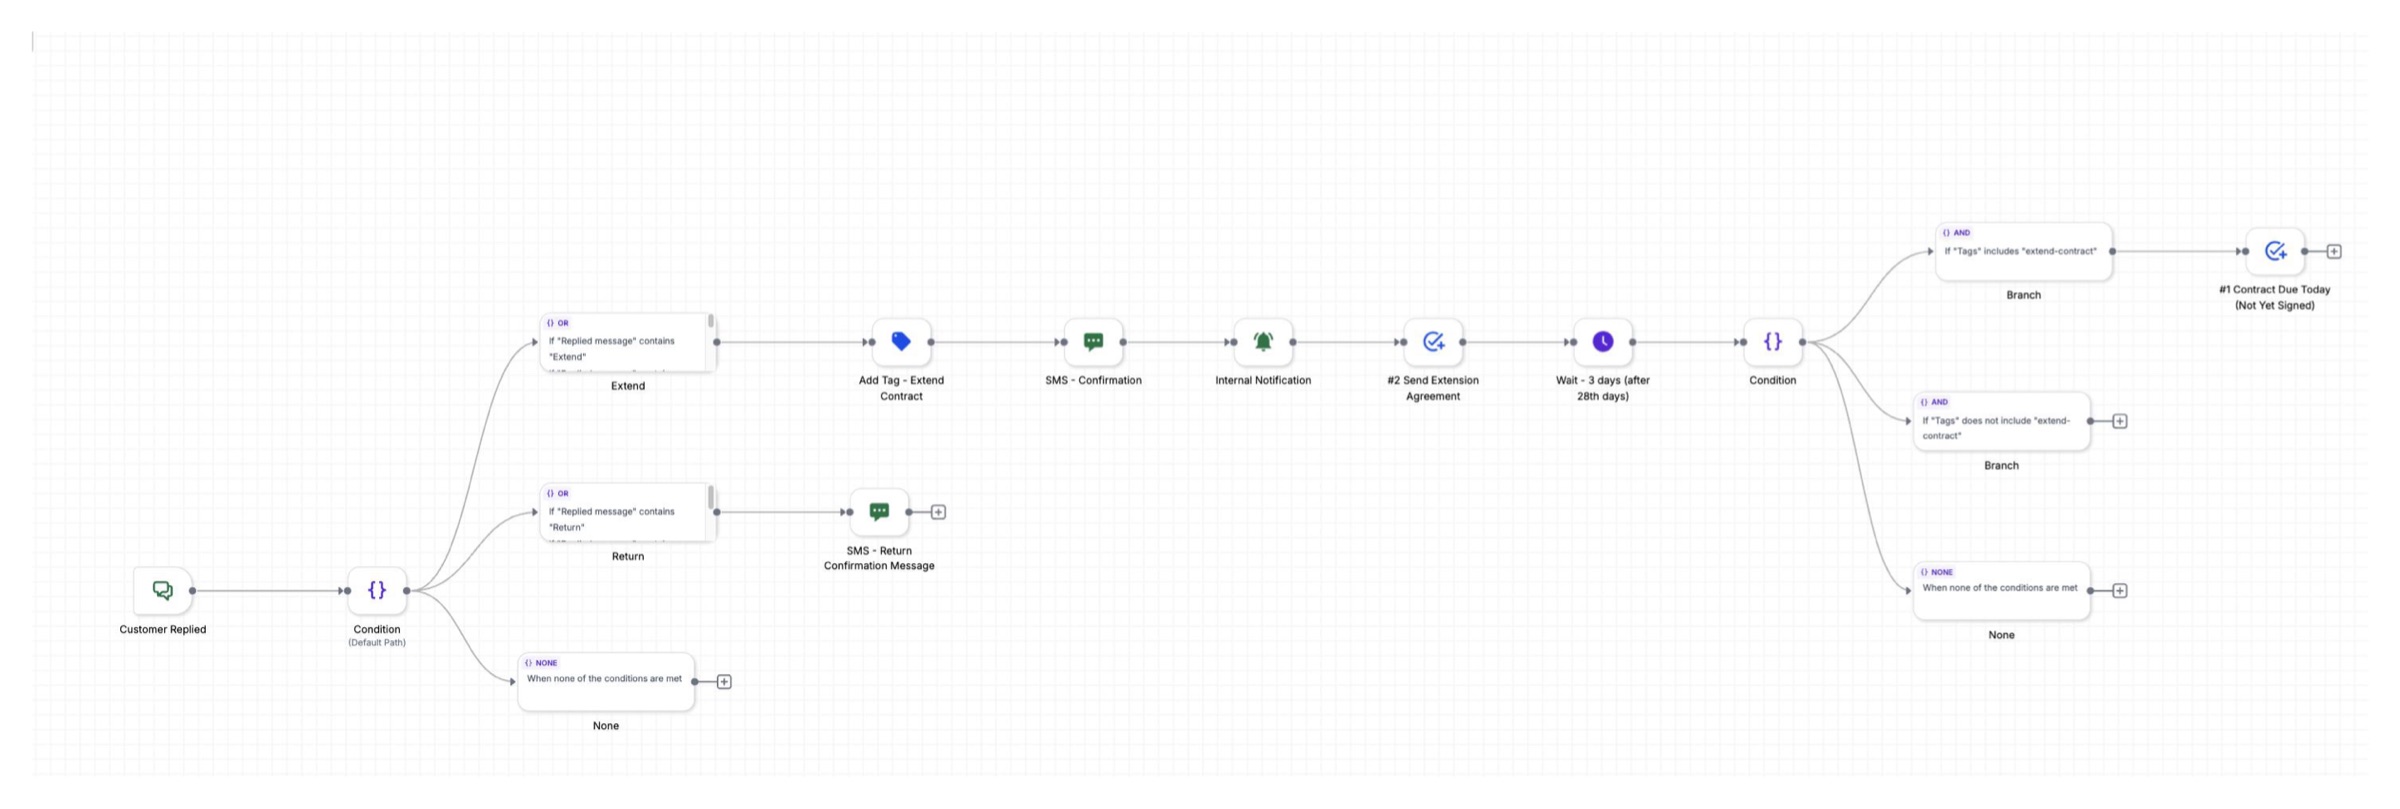 {} AND
If "Tags" includes "extend-contract"
Branch
#1 Contract Due Today
(Not Yet Signed)
{} OR
If "Replied message" contains
"Extend"
Extend
Add Tag - Extend
Contract
SMS - Confirmation
Internal Notification
#2 Send Extension
Agreement
Wait - 3 days (after
28th days)
{}
Condition
{} AND
If "Tags" does not include "extend-
contract"
Branch
{} OR
If "Replied message" contains
"Return"
Return
SMS - Return
Confirmation Message
{} NONE
When none of the conditions are met
None
Customer Replied
{}
Condition
(Default Path)
{} NONE
When none of the conditions are met
None